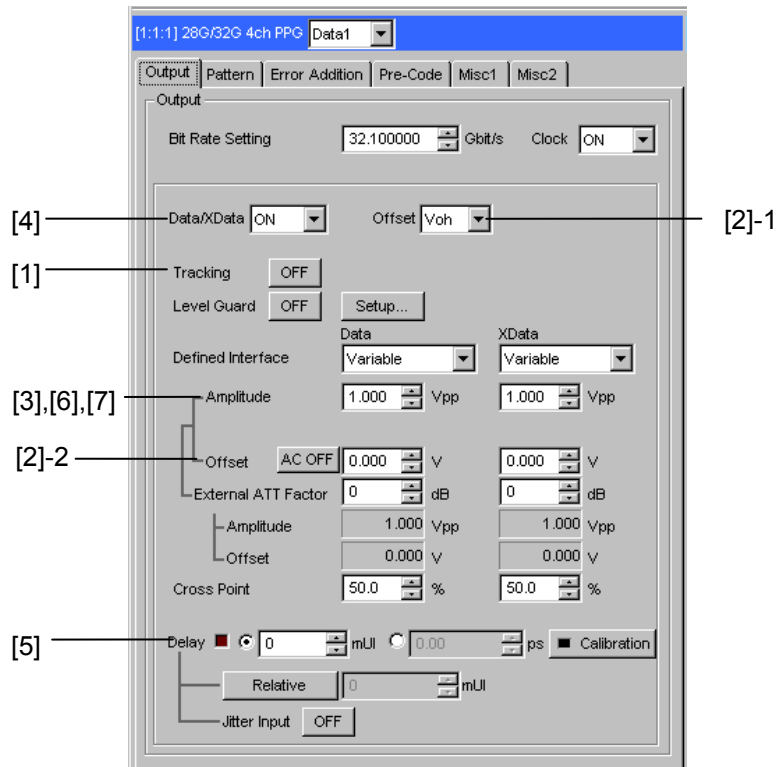 [1:1:1] 28G/32G 4ch PPG Data1
Output Pattern Error Addition Pre-Code Misc1 Misc2
Output
Bit Rate Setting 32.100000 Gbit/s Clock ON
[4] Data/XData ON Offset Voh [2]-1
[1] Tracking OFF
Level Guard OFF Setup...
Data XData
Defined Interface Variable Variable
[3],[6],[7] Amplitude 1.000 Vpp 1.000 Vpp
[2]-2 Offset AC OFF 0.000 V 0.000 V
External ATT Factor 0 dB 0 dB
Amplitude 1.000 Vpp 1.000 Vpp
Offset 0.000 V 0.000 V
Cross Point 50.0 % 50.0 %
[5] Delay 0 mUI 0.00 ps Calibration
Relative 0 mUI
Jitter Input OFF